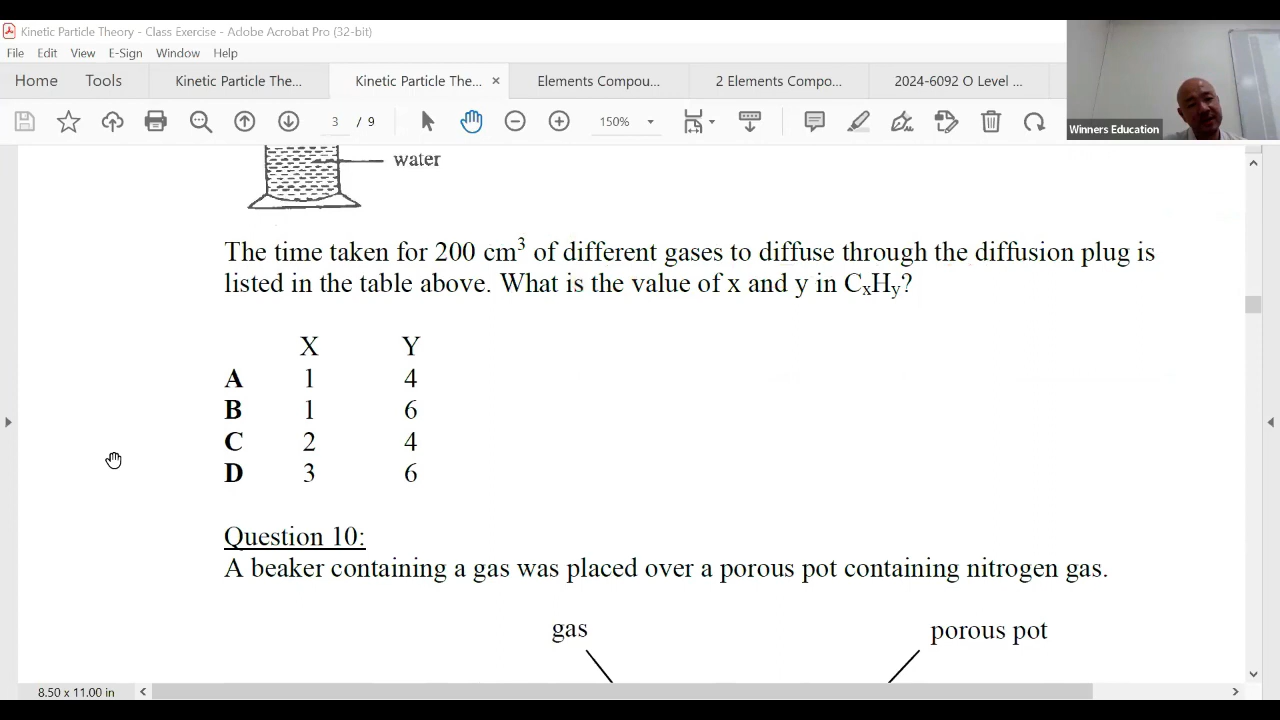 Kinetic Particle Theory - Class Exercise - Adobe Acrobat Pro (32-bit)
File Edit View E-Sign Window Help
Home Tools Kinetic Particle The... Kinetic Particle The... × Elements Compou... 2 Elements Compo... 2024-6092 O Level ...
3 / 9 150%
Winners Education
water
The time taken for 200 cm³ of different gases to diffuse through the diffusion plug is
listed in the table above. What is the value of x and y in CₓHᵧ?
X Y
A 1 4
B 1 6
C 2 4
D 3 6
Question 10:
A beaker containing a gas was placed over a porous pot containing nitrogen gas.
gas porous pot
8.50 x 11.00 in